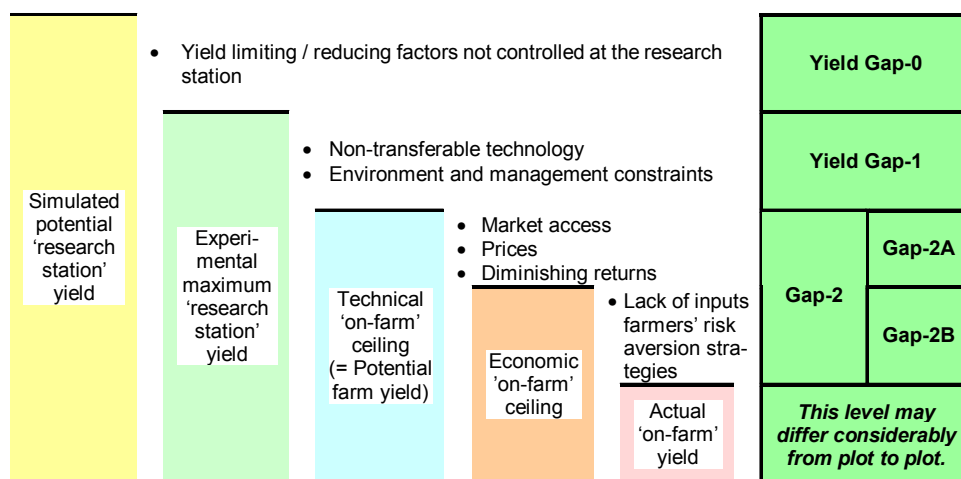 • Yield limiting / reducing factors not controlled at the research
station
Yield Gap-0
• Non-transferable technology
• Environment and management constraints
Yield Gap-1
Simulated
potential
‘research
station’
yield
Experi-
mental
maximum
‘research
station’
yield
• Market access
• Prices
• Diminishing returns
Technical
‘on-farm’
ceiling
(= Potential
farm yield)
• Lack of inputs
farmers’ risk
aversion stra-
tegies
Economic
’on-farm’
ceiling
Actual
‘on-farm’
yield
Gap-2
Gap-2A
Gap-2B
This level may
differ considerably
from plot to plot.